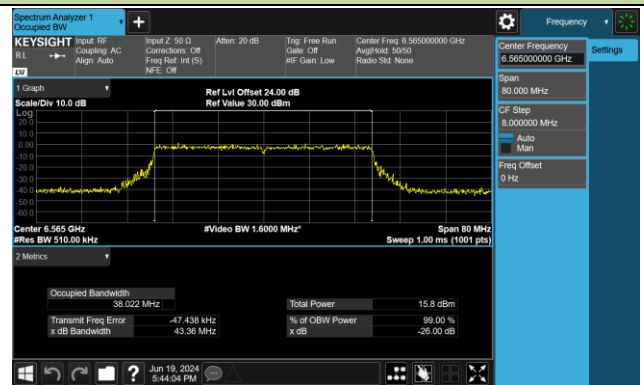 Spectrum Analyzer 1
Occupied BW
Frequency
KEYSIGHT
RL
LXI
Input: RF
Coupling: AC
Align: Auto
Input Z: 50 Ω
Corrections: Off
Freq Ref: Int (S)
NFE: Off
Atten: 20 dB
Trig: Free Run
Gate: Off
#IF Gain: Low
Center Freq: 6.565000000 GHz
Avg|Hold: 50/50
Radio Std: None
Center Frequency
6.565000000 GHz
Settings
Span
80.000 MHz
CF Step
8.000000 MHz
Auto
Man
Freq Offset
0 Hz
1 Graph
Scale/Div 10.0 dB
Ref Lvl Offset 24.00 dB
Ref Value 30.00 dBm
Log
20.0
10.0
0.00
-10.0
-20.0
-30.0
-40.0
-50.0
-60.0
Center 6.565 GHz
#Res BW 510.00 kHz
#Video BW 1.6000 MHz*
Span 80 MHz
Sweep 1.00 ms (1001 pts)
2 Metrics
Occupied Bandwidth
38.022 MHz
Total Power 15.8 dBm
Transmit Freq Error -47.438 kHz
% of OBW Power 99.00 %
x dB Bandwidth 43.36 MHz
x dB -26.00 dB
Jun 19, 2024
5:44:04 PM